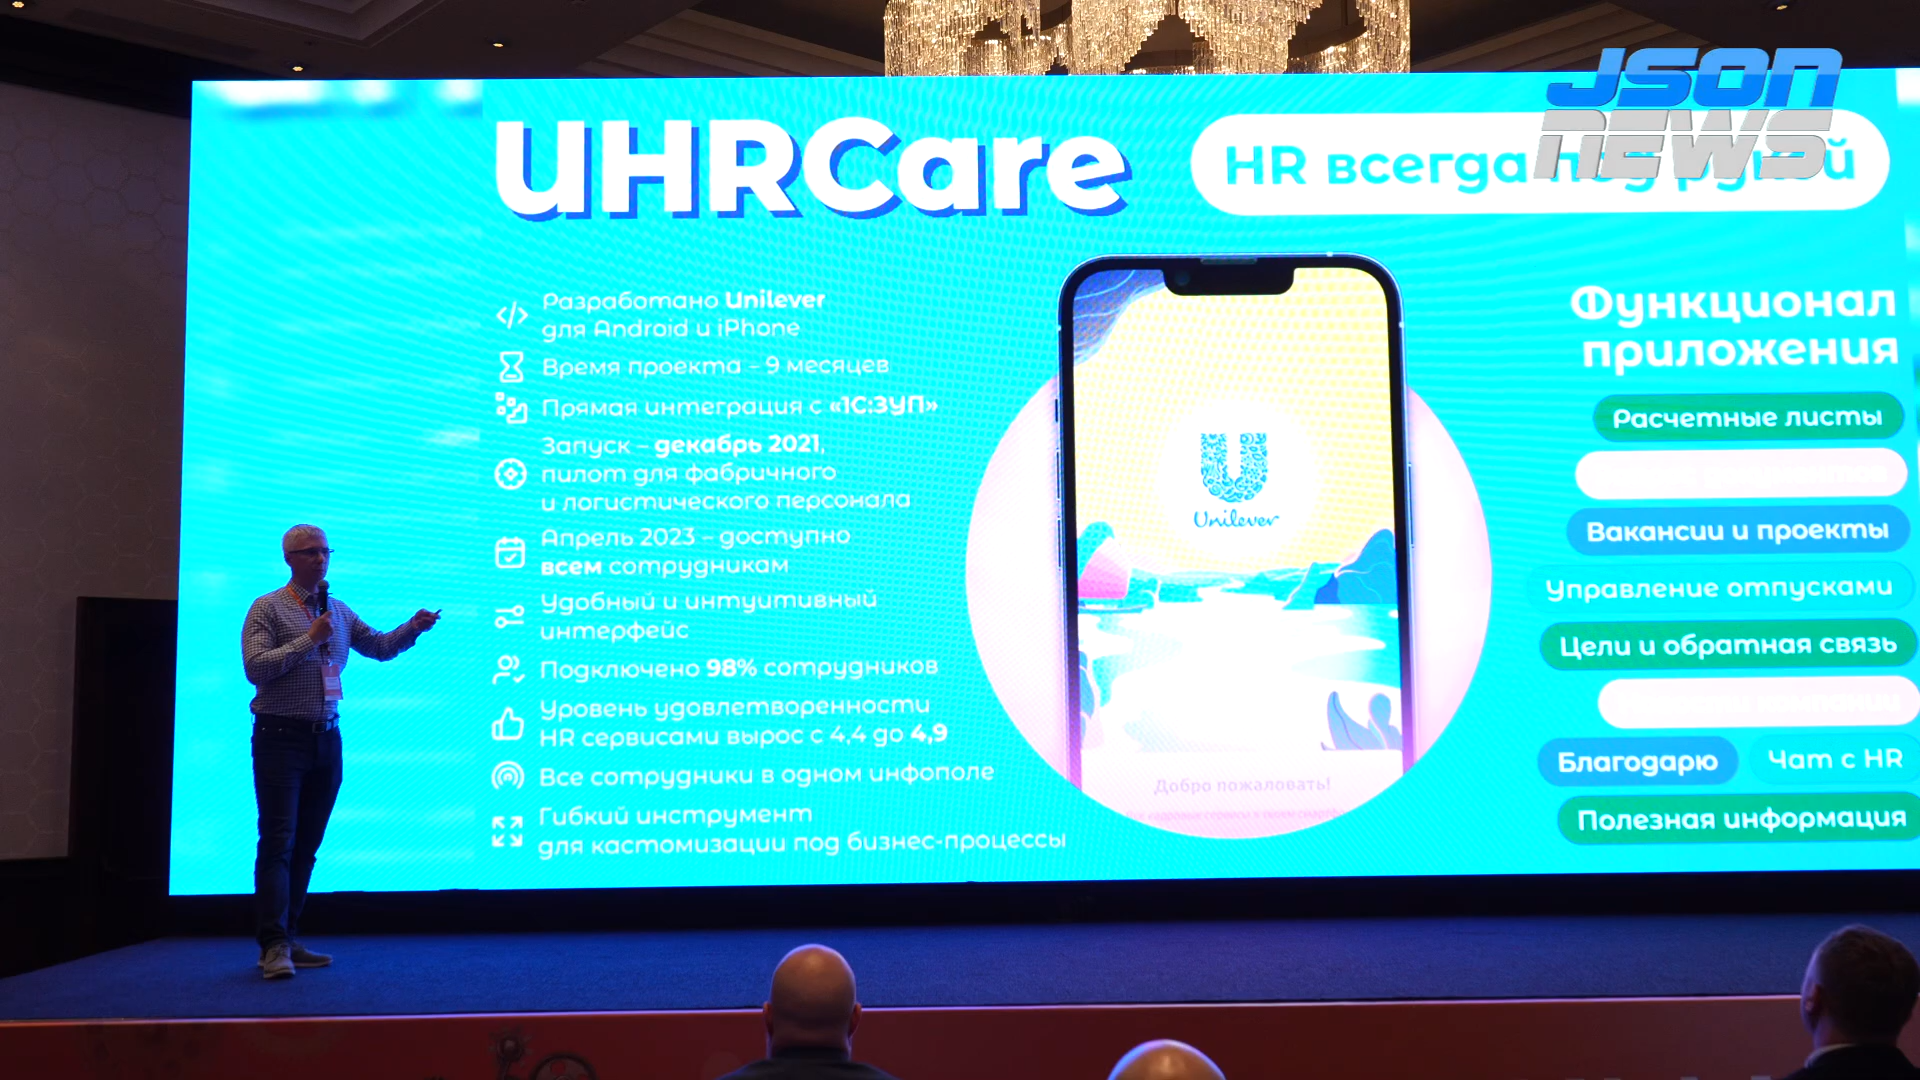 JSON
NEWS
UHRCare
HR всегда под рукой
Разработано Unilever
для Android и iPhone
Время проекта – 9 месяцев
Прямая интеграция с «1С:ЗУП»
Запуск – декабрь 2021,
пилот для фабричного
и логистического персонала
Апрель 2023 – доступно
всем сотрудникам
Удобный и интуитивный
интерфейс
Подключено 98% сотрудников
Уровень удовлетворенности
HR сервисами вырос с 4,4 до 4,9
Все сотрудники в одном инфополе
Гибкий инструмент
для кастомизации под бизнес-процессы
U
Unilever
Добро пожаловать!
Функционал
приложения
Расчетные листы
Вакансии и проекты
Управление отпусками
Цели и обратная связь
компании
Благодарю
Чат с HR
Полезная информация